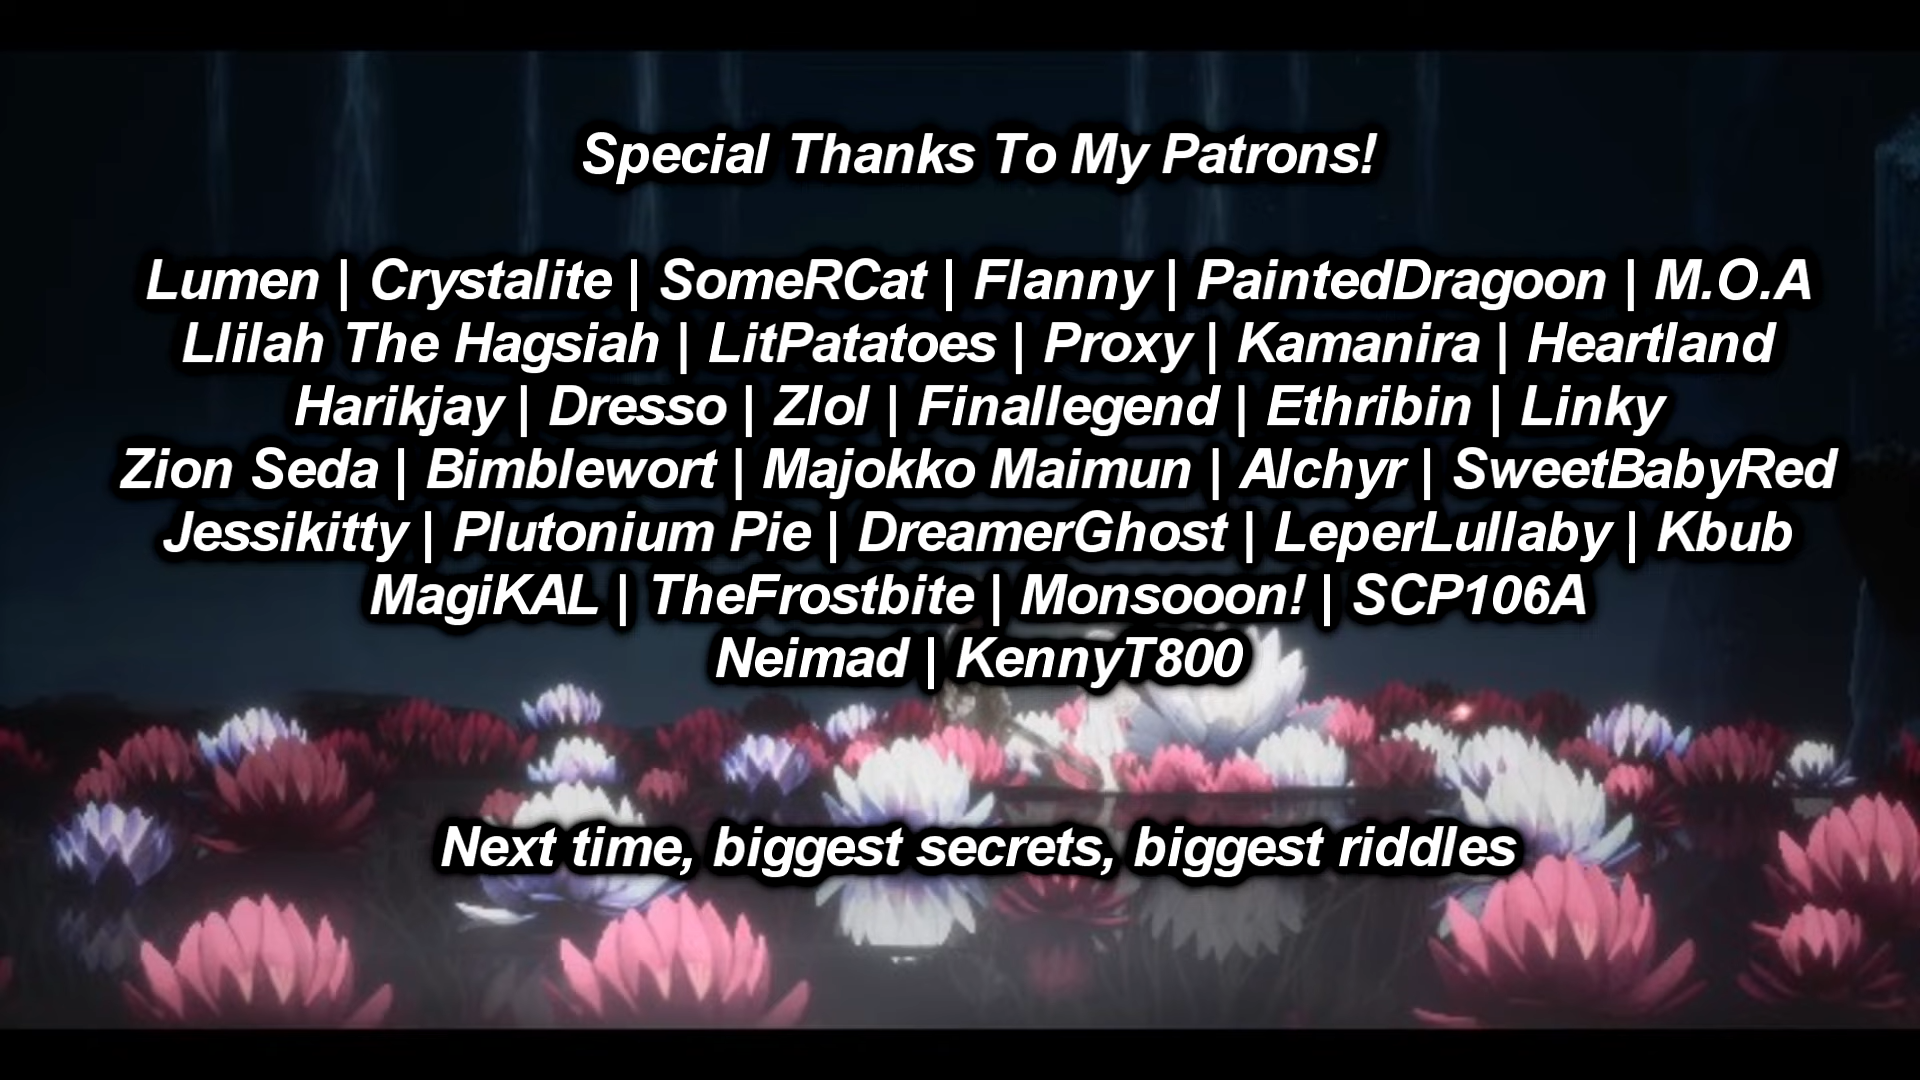 Special Thanks To My Patrons!
Lumen | Crystalite | SomeRCat | Flanny | PaintedDragoon | M.O.A
Llilah The Hagsiah | LitPatatoes | Proxy | Kamanira | Heartland
Harikjay | Dresso | Zlol | Finallegend | Ethribin | Linky
Zion Seda | Bimblewort | Majokko Maimun | Alchyr | SweetBabyRed
Jessikitty | Plutonium Pie | DreamerGhost | LeperLullaby | Kbub
MagiKAL | TheFrostbite | Monsooon! | SCP106A
Neimad | KennyT800
Next time, biggest secrets, biggest riddles